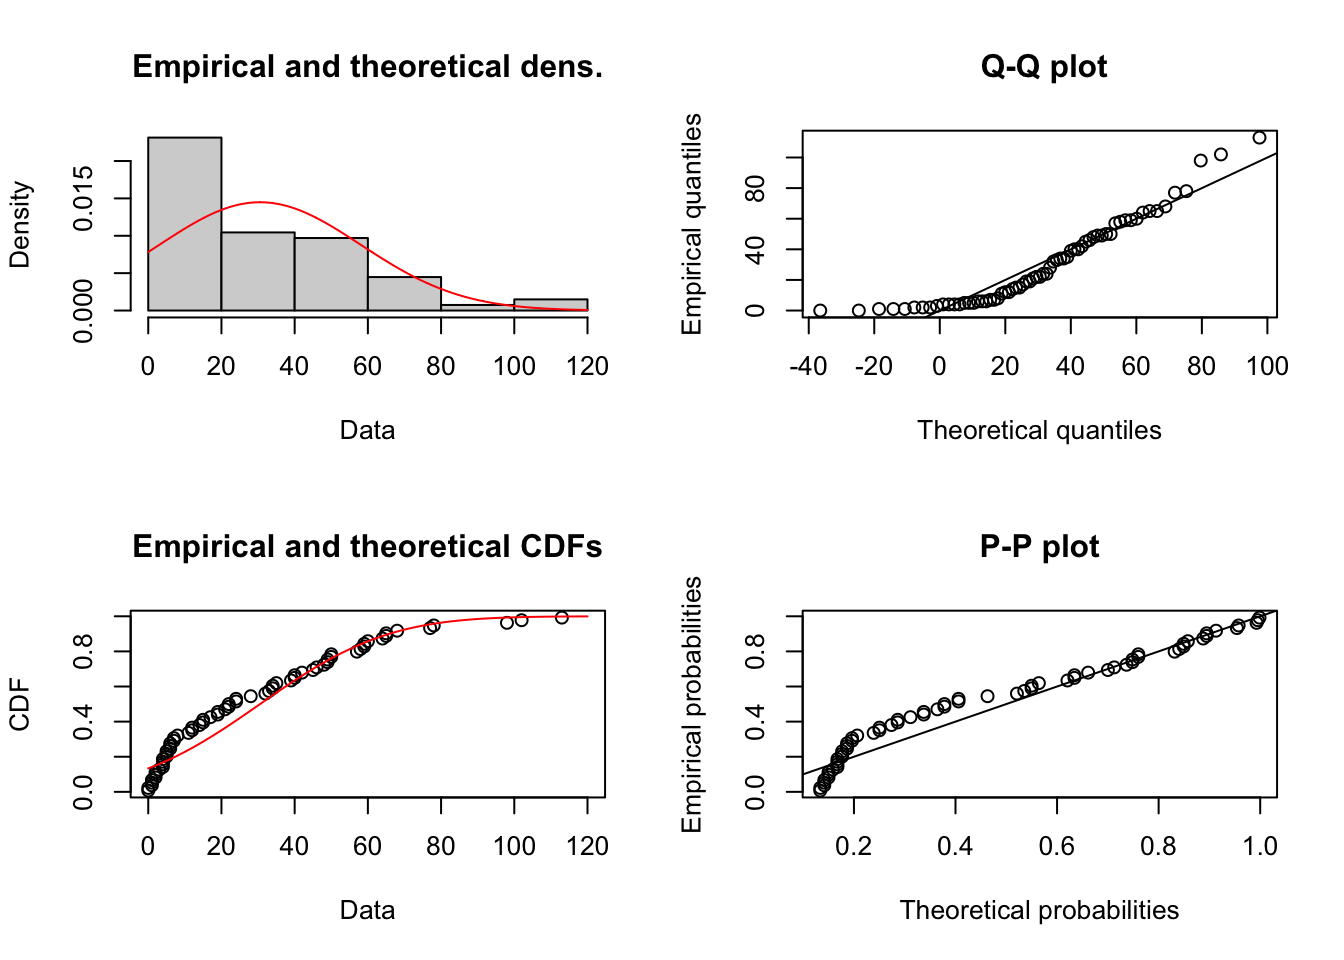 Empirical and theoretical dens.
Density
0.000
0.015
0 20 40 60 80 100 120
Data
Q-Q plot
Empirical quantiles
0 40 80
-40 -20 0 20 40 60 80 100
Theoretical quantiles
Empirical and theoretical CDFs
CDF
0.0 0.4 0.8
0 20 40 60 80 100 120
Data
P-P plot
Empirical probabilities
0.0 0.4 0.8
0.2 0.4 0.6 0.8 1.0
Theoretical probabilities